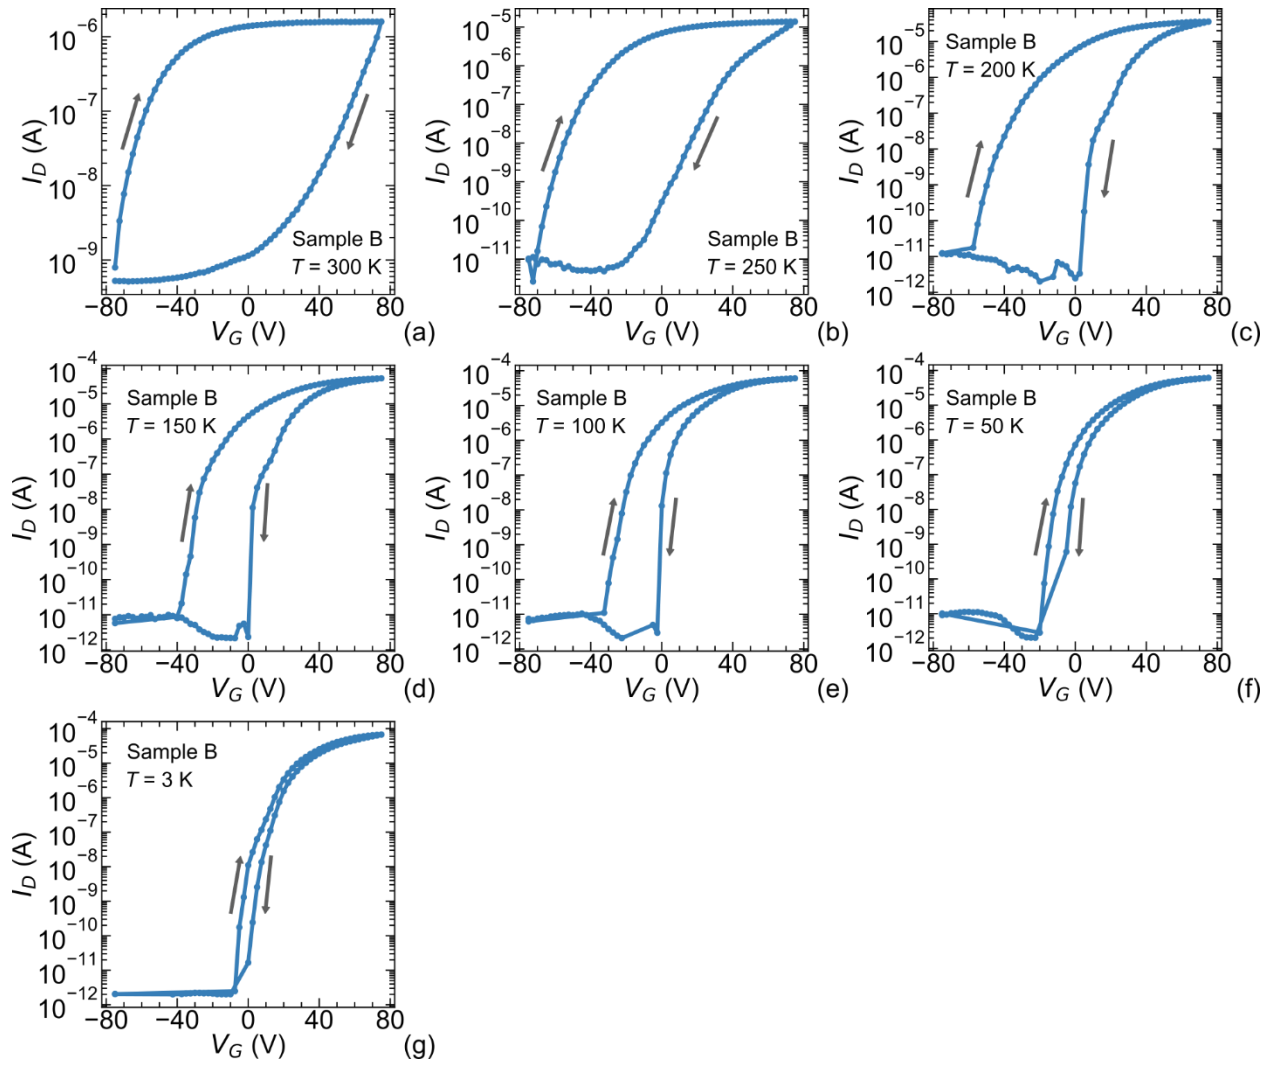 10⁻⁶
10⁻⁷
10⁻⁸
10⁻⁹
I_D (A)
Sample B
T = 300 K
−80 −40 0 40 80
V_G (V)
(a)
10⁻⁵
10⁻⁶
10⁻⁷
10⁻⁸
10⁻⁹
10⁻¹⁰
10⁻¹¹
I_D (A)
Sample B
T = 250 K
−80 −40 0 40 80
V_G (V)
(b)
10⁻⁵
10⁻⁶
10⁻⁷
10⁻⁸
10⁻⁹
10⁻¹⁰
10⁻¹¹
10⁻¹²
I_D (A)
Sample B
T = 200 K
−80 −40 0 40 80
V_G (V)
(c)
10⁻⁴
10⁻⁵
10⁻⁶
10⁻⁷
10⁻⁸
10⁻⁹
10⁻¹⁰
10⁻¹¹
10⁻¹²
I_D (A)
Sample B
T = 150 K
−80 −40 0 40 80
V_G (V)
(d)
10⁻⁴
10⁻⁵
10⁻⁶
10⁻⁷
10⁻⁸
10⁻⁹
10⁻¹⁰
10⁻¹¹
10⁻¹²
I_D (A)
Sample B
T = 100 K
−80 −40 0 40 80
V_G (V)
(e)
10⁻⁴
10⁻⁵
10⁻⁶
10⁻⁷
10⁻⁸
10⁻⁹
10⁻¹⁰
10⁻¹¹
10⁻¹²
I_D (A)
Sample B
T = 50 K
−80 −40 0 40 80
V_G (V)
(f)
10⁻⁴
10⁻⁵
10⁻⁶
10⁻⁷
10⁻⁸
10⁻⁹
10⁻¹⁰
10⁻¹¹
10⁻¹²
I_D (A)
Sample B
T = 3 K
−80 −40 0 40 80
V_G (V)
(g)